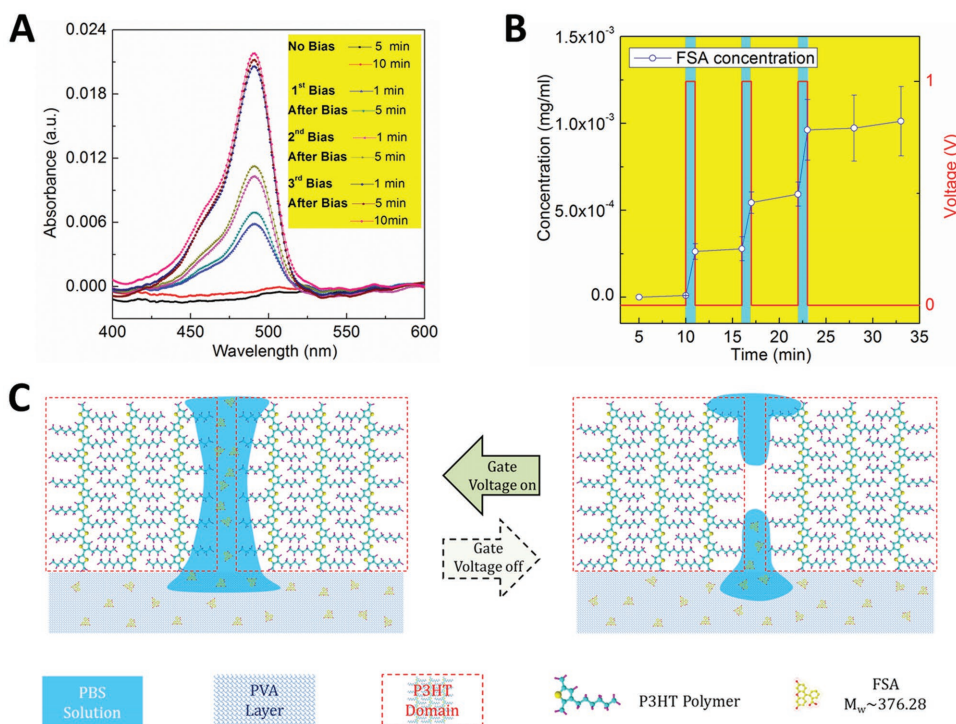 A
0.024
0.018
0.012
0.006
0.000
Absorbance (a.u.)
400 450 500 550 600
Wavelength (nm)
No Bias 5 min
10 min
1st Bias 1 min
After Bias 5 min
2nd Bias 1 min
After Bias 5 min
3rd Bias 1 min
After Bias 5 min
10min
B
1.5x10-3
1.0x10-3
5.0x10-4
0.0
Concentration (mg/ml)
FSA concentration
5 10 15 20 25 30 35
Time (min)
1
0
Voltage (V)
C
Gate
Voltage on
Gate
Voltage off
PBS
Solution
PVA
Layer
P3HT
Domain
P3HT Polymer
FSA
Mw~376.28